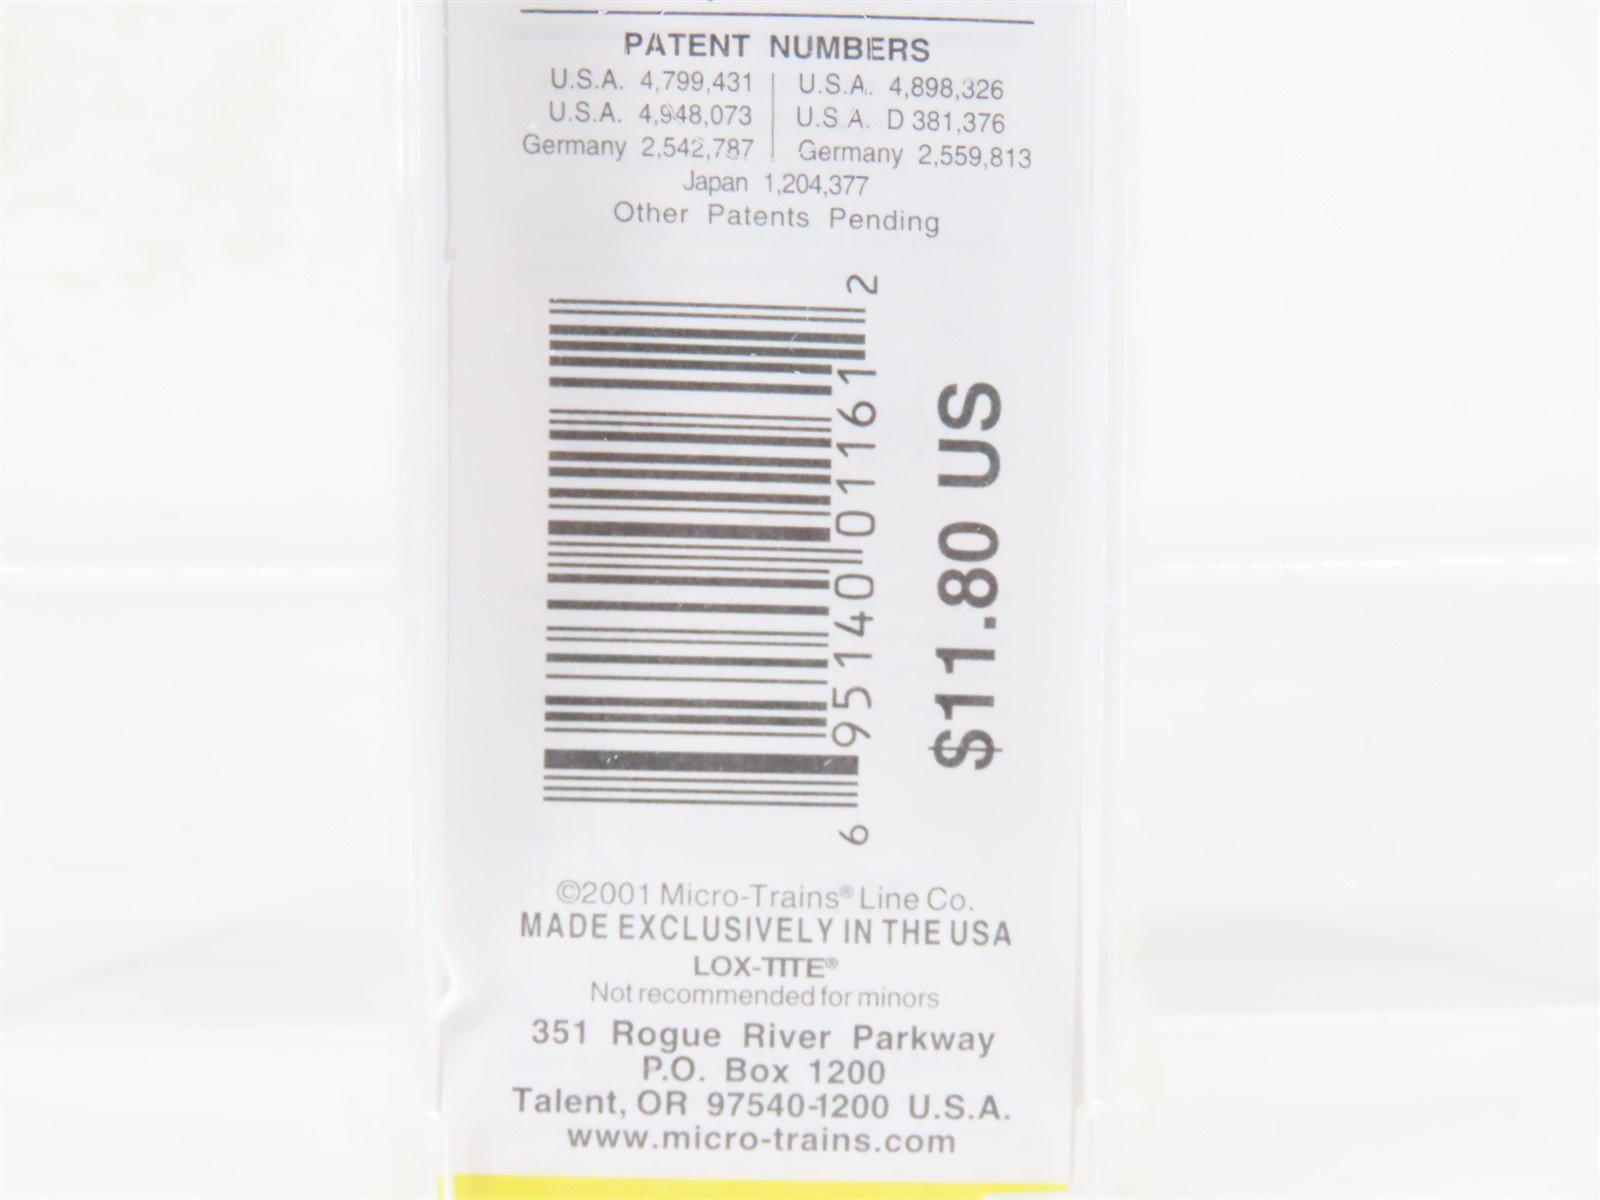 PATENT NUMBERS
U.S.A. 4,799,431 U.S.A. 4,898,326
U.S.A. 4,948,073 U.S.A. D 381,376
Germany 2,542,787 Germany 2,559,813
Japan 1,204,377
Other Patents Pending
6 95140 01161 2
$11.80 US
©2001 Micro-Trains® Line Co.
MADE EXCLUSIVELY IN THE USA
LOX-TITE®
Not recommended for minors
351 Rogue River Parkway
P.O. Box 1200
Talent, OR 97540-1200 U.S.A.
www.micro-trains.com